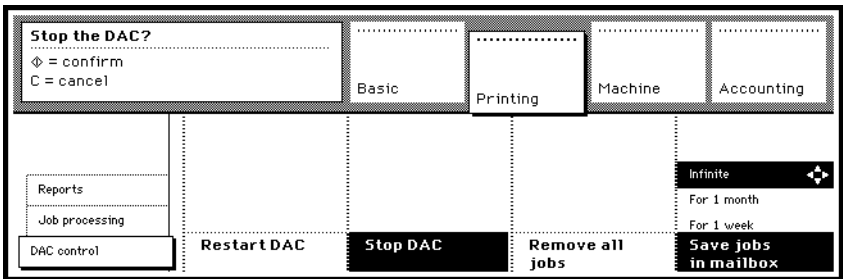 Stop the DAC?
⎆ = confirm
C = cancel
Basic
Printing
Machine
Accounting
Reports
Job processing
DAC control
Restart DAC
Stop DAC
Remove all
jobs
Infinite
For 1 month
For 1 week
Save jobs
in mailbox